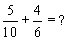 5/10 + 4/6 = ?